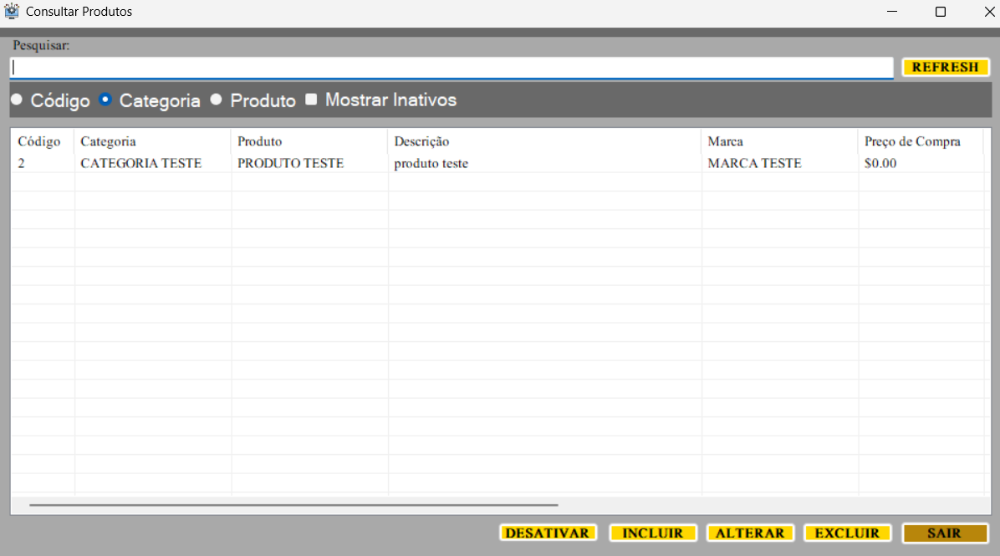 Consultar Produtos
Pesquisar:
REFRESH
Código Categoria Produto Mostrar Inativos
Código Categoria Produto Descrição Marca Preço de Compra
2 CATEGORIA TESTE PRODUTO TESTE produto teste MARCA TESTE $0.00
DESATIVAR INCLUIR ALTERAR EXCLUIR SAIR